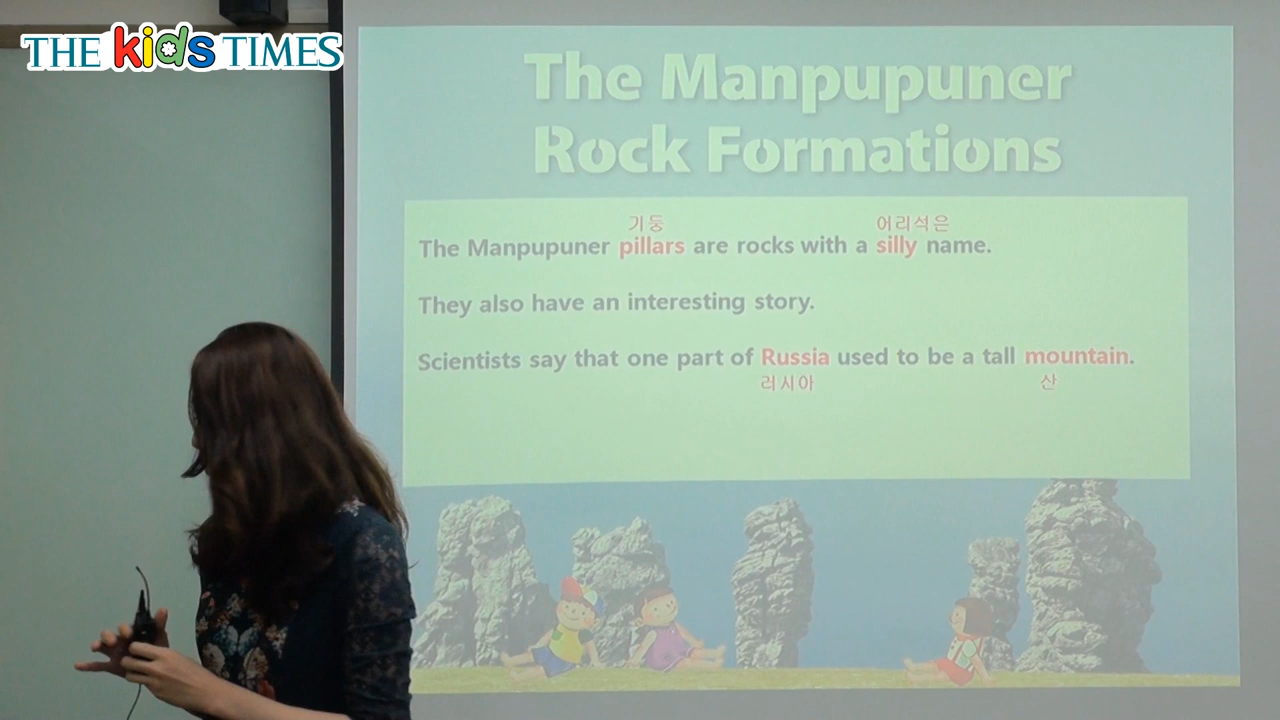 THE kids TIMES
The Manpupuner
Rock Formations
기둥 어리석은
The Manpupuner pillars are rocks with a silly name.
They also have an interesting story.
Scientists say that one part of Russia used to be a tall mountain.
러시아 산